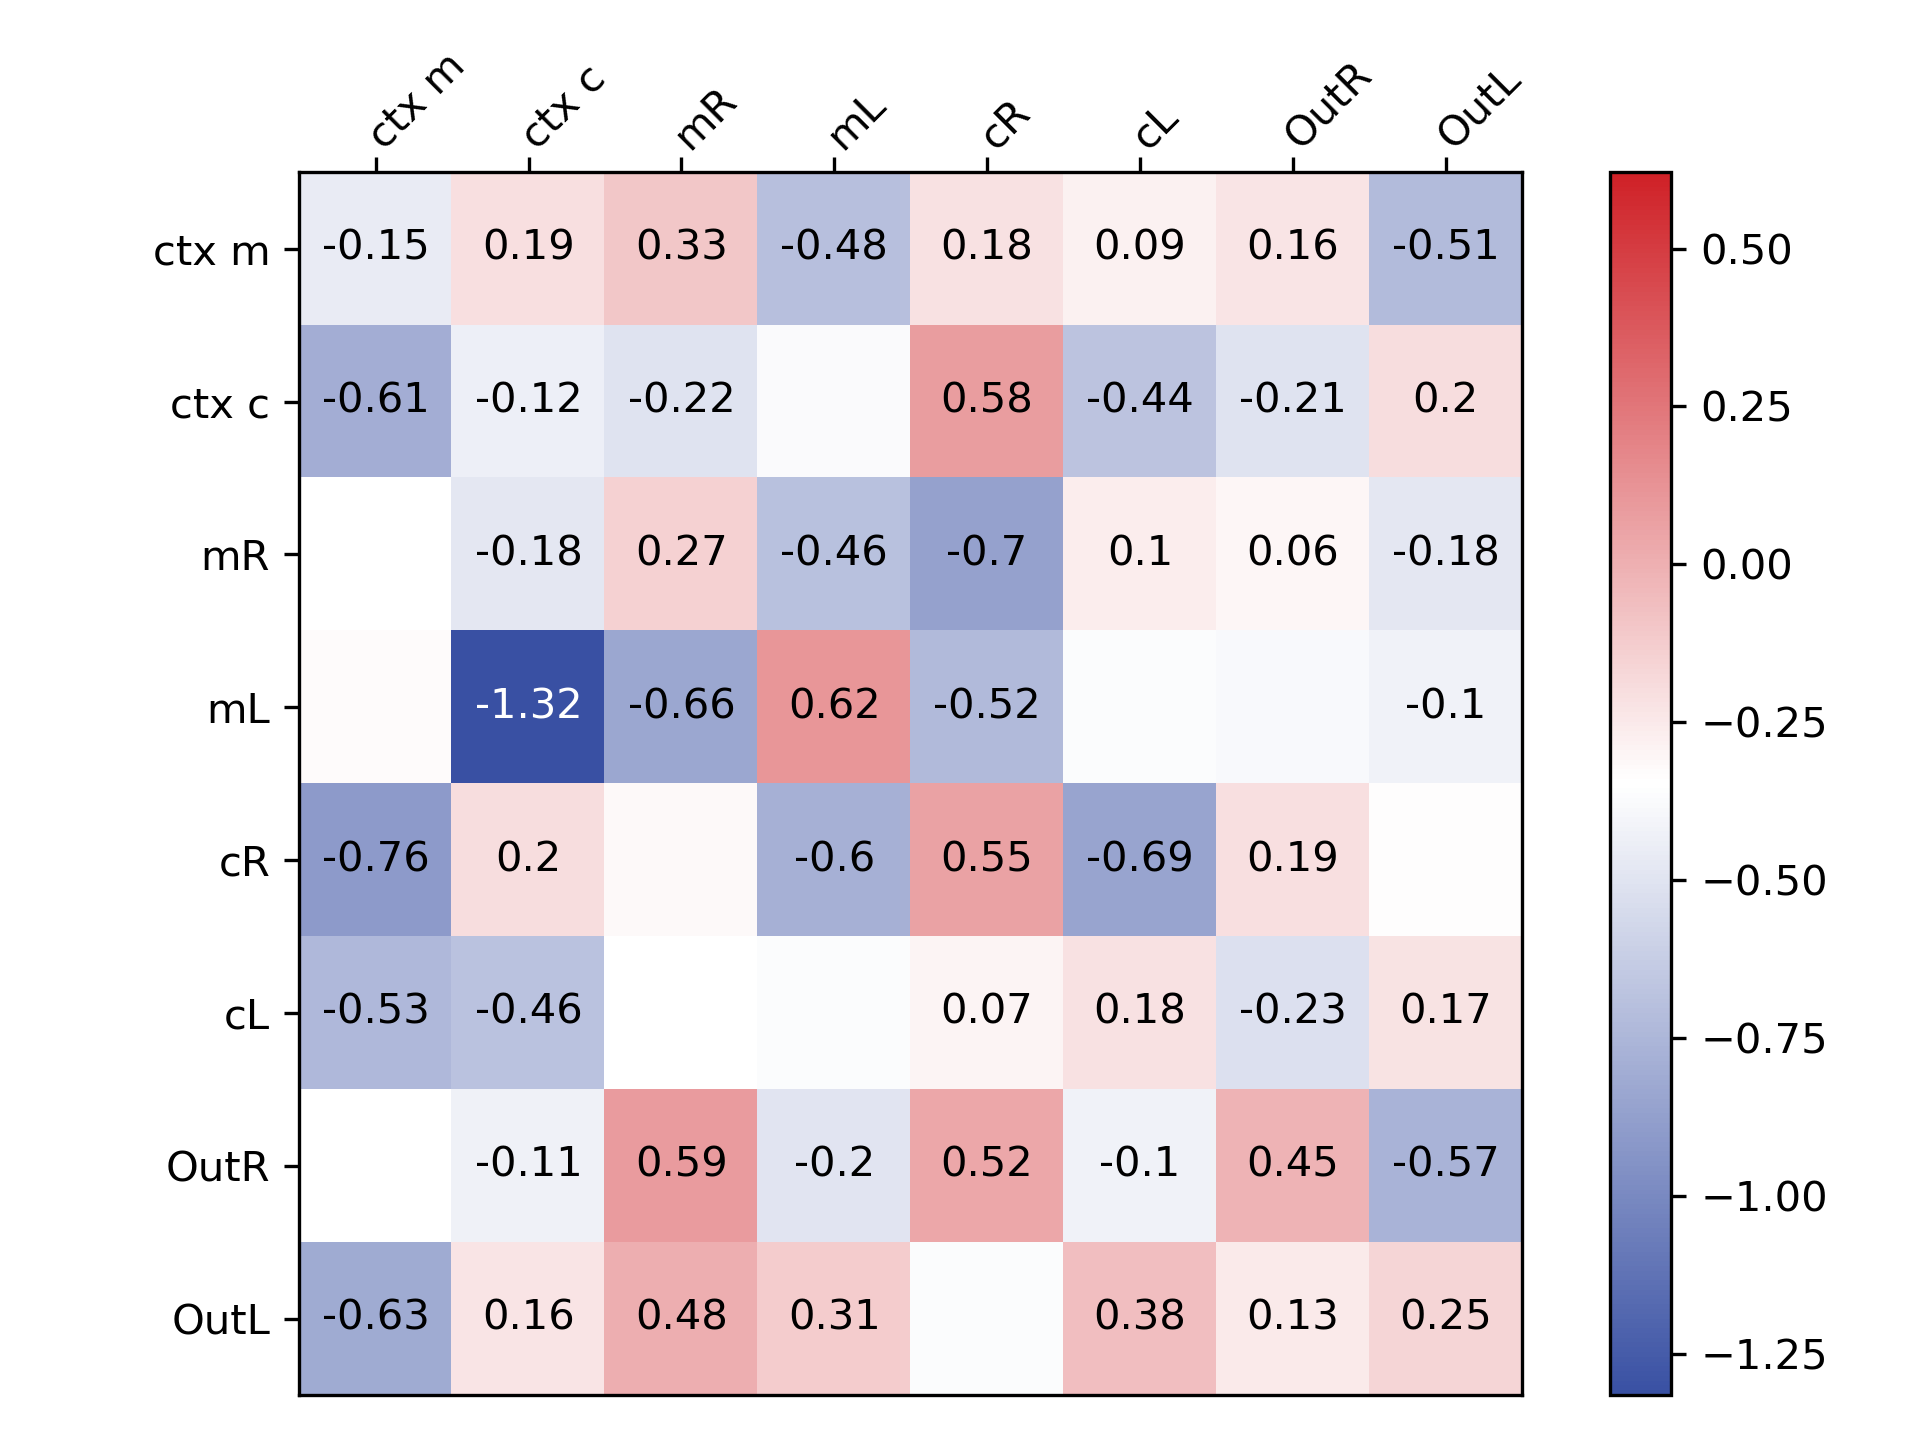 ctx m ctx c mR mL cR cL OutR OutL
ctx m -0.15 0.19 0.33 -0.48 0.18 0.09 0.16 -0.51
ctx c -0.61 -0.12 -0.22 0.58 -0.44 -0.21 0.2
mR -0.18 0.27 -0.46 -0.7 0.1 0.06 -0.18
mL -1.32 -0.66 0.62 -0.52 -0.1
cR -0.76 0.2 -0.6 0.55 -0.69 0.19
cL -0.53 -0.46 0.07 0.18 -0.23 0.17
OutR -0.11 0.59 -0.2 0.52 -0.1 0.45 -0.57
OutL -0.63 0.16 0.48 0.31 0.38 0.13 0.25
0.50
0.25
0.00
−0.25
−0.50
−0.75
−1.00
−1.25